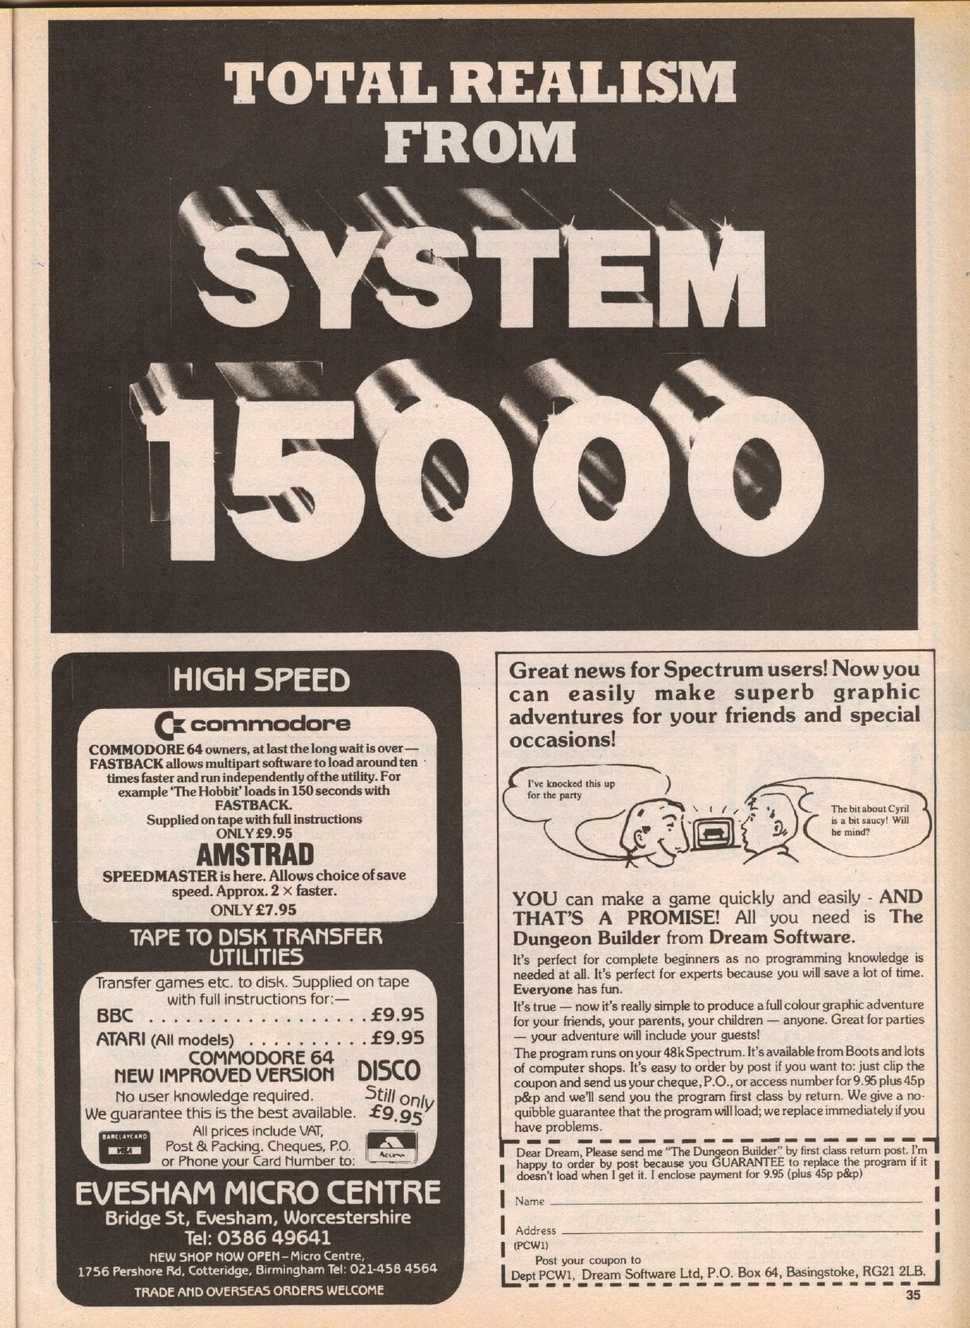 TOTAL REALISM
FROM
SYSTEM
15000
HIGH SPEED
commodore
COMMODORE 64 owners, at last the long wait is over—
FASTBACK allows multipart software to load around ten
times faster and run independently of the utility. For
example 'The Hobbit' loads in 150 seconds with
FASTBACK.
Supplied on tape with full instructions
ONLY £9.95
AMSTRAD
SPEEDMASTER is here. Allows choice of save
speed. Approx. 2 × faster.
ONLY £7.95
TAPE TO DISK TRANSFER
UTILITIES
Transfer games etc. to disk. Supplied on tape
with full instructions for:—
BBC . . . . . . . . . . . . . . . . . . £9.95
ATARI (All models) . . . . . . . . . . £9.95
COMMODORE 64
NEW IMPROVED VERSION DISCO
No user knowledge required. Still only
We guarantee this is the best available. £9.95
All prices include VAT,
Post & Packing. Cheques, P.O.
or Phone your Card Number to:
BARCLAYCARD
VISA
Access
EVESHAM MICRO CENTRE
Bridge St, Evesham, Worcestershire
Tel: 0386 49641
NEW SHOP NOW OPEN – Micro Centre,
1756 Pershore Rd, Cotteridge, Birmingham Tel: 021-458 4564
TRADE AND OVERSEAS ORDERS WELCOME
Great news for Spectrum users! Now you
can easily make superb graphic
adventures for your friends and special
occasions!
I've knocked this up
for the party
The bit about Cyril
is a bit saucy! Will
he mind?
YOU can make a game quickly and easily - AND
THAT'S A PROMISE! All you need is The
Dungeon Builder from Dream Software.
It's perfect for complete beginners as no programming knowledge is
needed at all. It's perfect for experts because you will save a lot of time.
Everyone has fun.
It's true — now it's really simple to produce a full colour graphic adventure
for your friends, your parents, your children — anyone. Great for parties
— your adventure will include your guests!
The program runs on your 48k Spectrum. It's available from Boots and lots
of computer shops. It's easy to order by post if you want to: just clip the
coupon and send us your cheque, P.O., or access number for 9.95 plus 45p
p&p and we'll send you the program first class by return. We give a no-
quibble guarantee that the program will load; we replace immediately if you
have problems.
Dear Dream, Please send me "The Dungeon Builder" by first class return post. I'm
happy to order by post because you GUARANTEE to replace the program if it
doesn't load when I get it. I enclose payment for 9.95 (plus 45p p&p)
Name
Address
(PCW1)
Post your coupon to
Dept PCW1, Dream Software Ltd, P.O. Box 64, Basingstoke, RG21 2LB.
35